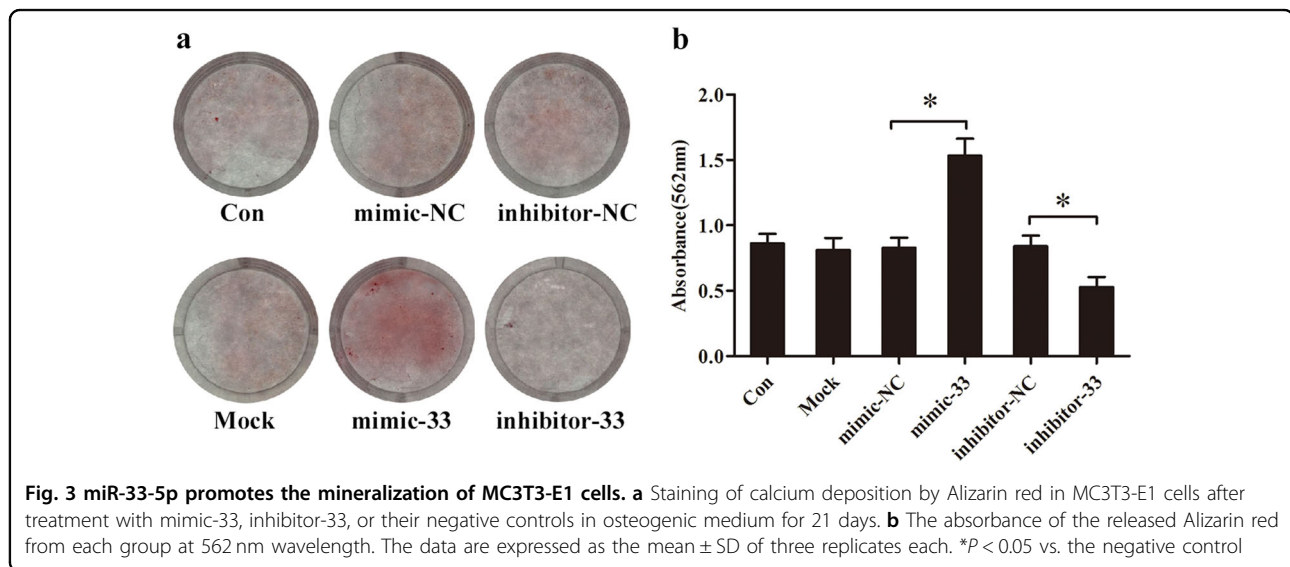 a
Con
mimic-NC
inhibitor-NC
Mock
mimic-33
inhibitor-33
b
Absorbance(562nm)
2.0
1.5
1.0
0.5
0.0
*
*
Con
Mock
mimic-NC
mimic-33
inhibitor-NC
inhibitor-33
Fig. 3 miR-33-5p promotes the mineralization of MC3T3-E1 cells. a Staining of calcium deposition by Alizarin red in MC3T3-E1 cells after
treatment with mimic-33, inhibitor-33, or their negative controls in osteogenic medium for 21 days. b The absorbance of the released Alizarin red
from each group at 562 nm wavelength. The data are expressed as the mean ± SD of three replicates each. *P < 0.05 vs. the negative control